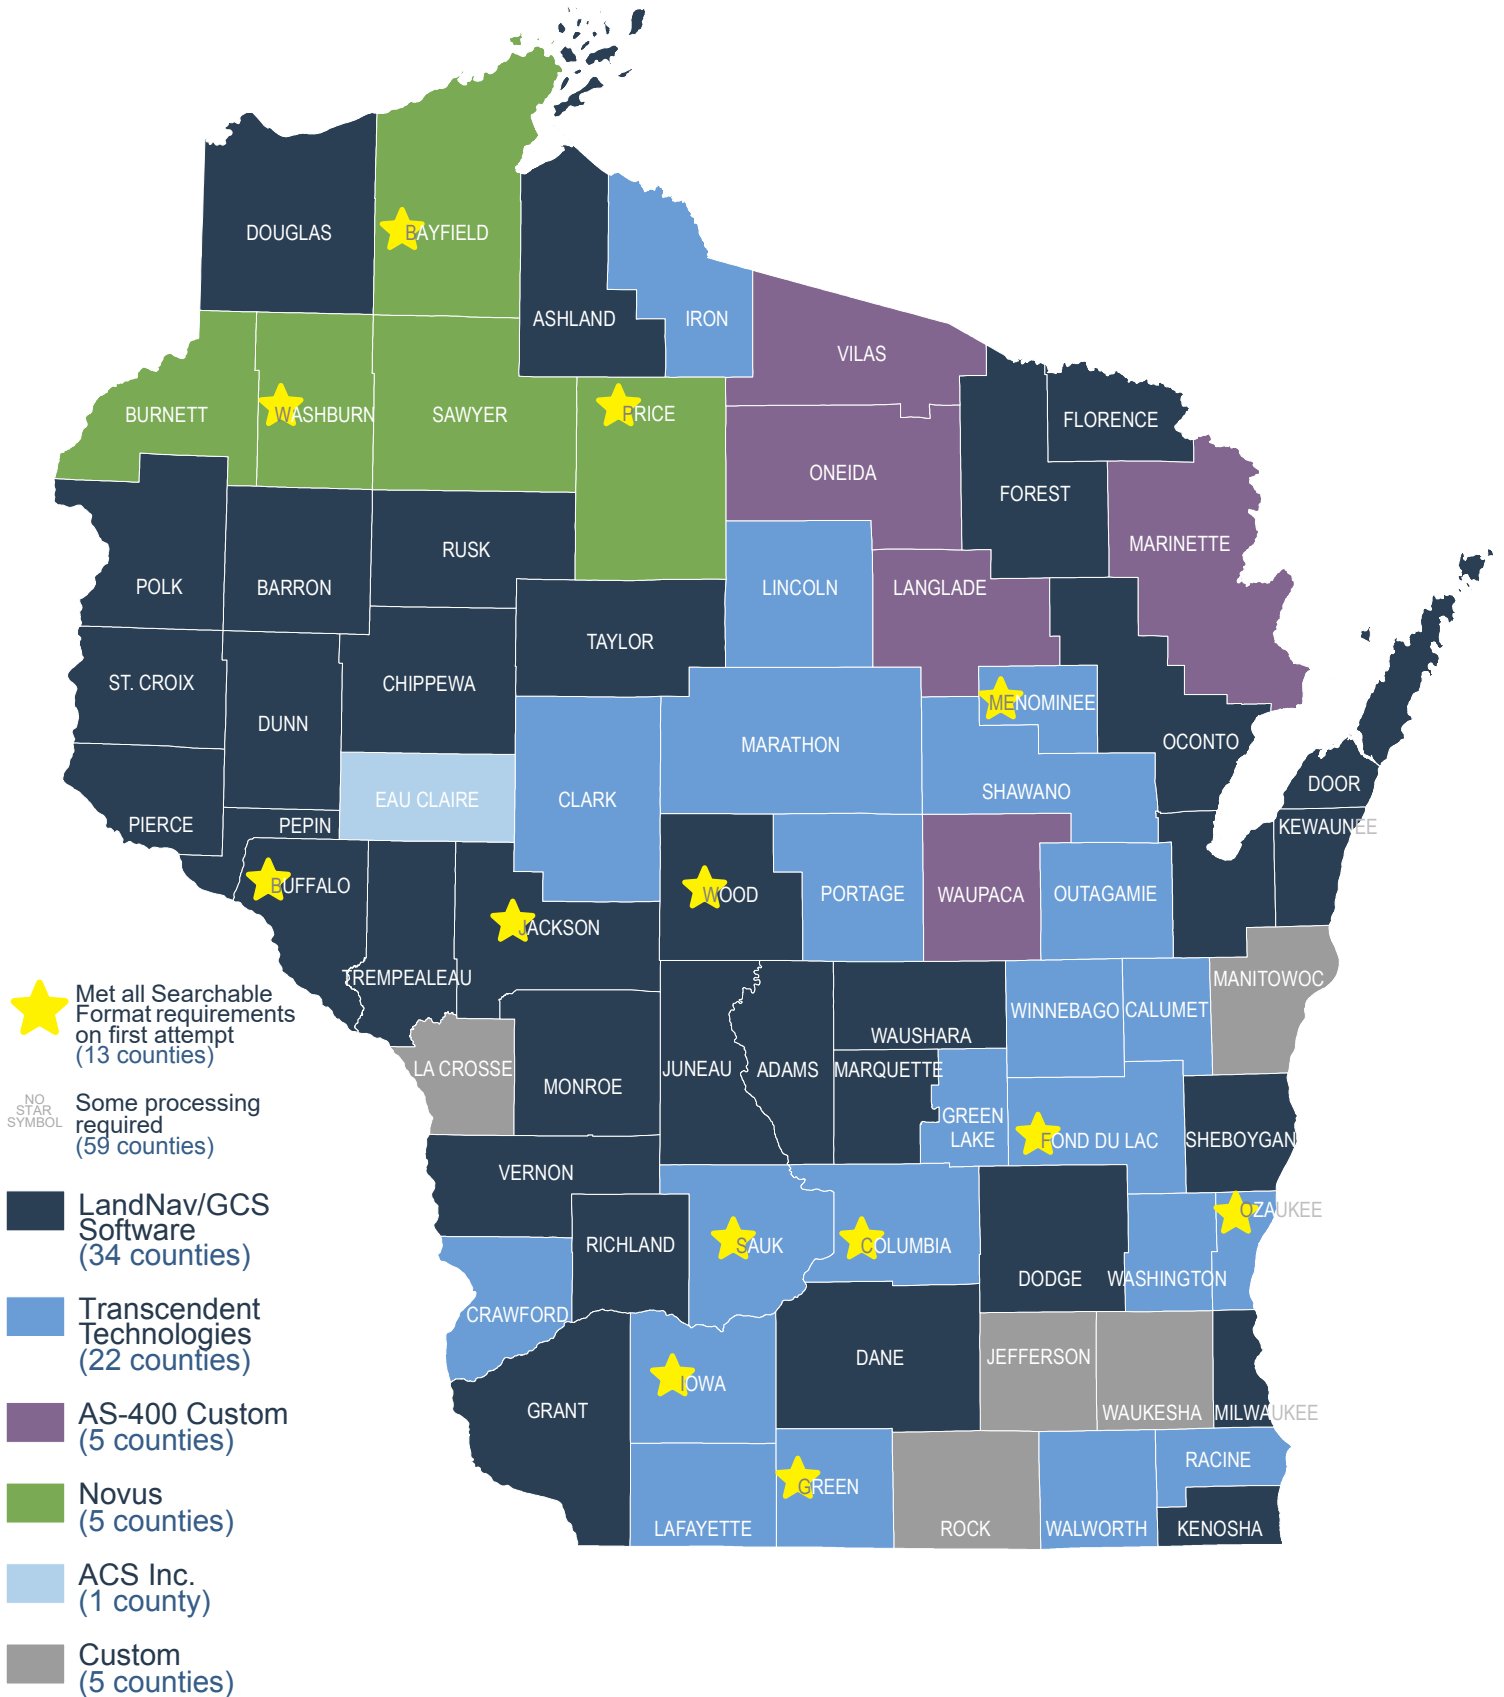 DOUGLAS
BAYFIELD
ASHLAND
IRON
VILAS
BURNETT
WASHBURN
SAWYER
PRICE
FLORENCE
ONEIDA
FOREST
MARINETTE
RUSK
POLK
BARRON
LINCOLN
LANGLADE
TAYLOR
ST. CROIX
CHIPPEWA
DUNN
MENOMINEE
MARATHON
OCONTO
DOOR
EAU CLAIRE
CLARK
SHAWANO
PIERCE
PEPIN
KEWAUNEE
BUFFALO
WOOD
PORTAGE
WAUPACA
OUTAGAMIE
JACKSON
TREMPEALEAU
MANITOWOC
WINNEBAGO
CALUMET
WAUSHARA
LA CROSSE
MONROE
JUNEAU
ADAMS
MARQUETTE
GREEN
LAKE
FOND DU LAC
SHEBOYGAN
VERNON
OZAUKEE
RICHLAND
SAUK
COLUMBIA
DODGE
WASHINGTON
CRAWFORD
DANE
JEFFERSON
IOWA
GRANT
WAUKESHA
MILWAUKEE
RACINE
GREEN
LAFAYETTE
ROCK
WALWORTH
KENOSHA
Met all Searchable
Format requirements
on first attempt
(13 counties)
NO
STAR
SYMBOL
Some processing
required
(59 counties)
LandNav/GCS
Software
(34 counties)
Transcendent
Technologies
(22 counties)
AS-400 Custom
(5 counties)
Novus
(5 counties)
ACS Inc.
(1 county)
Custom
(5 counties)